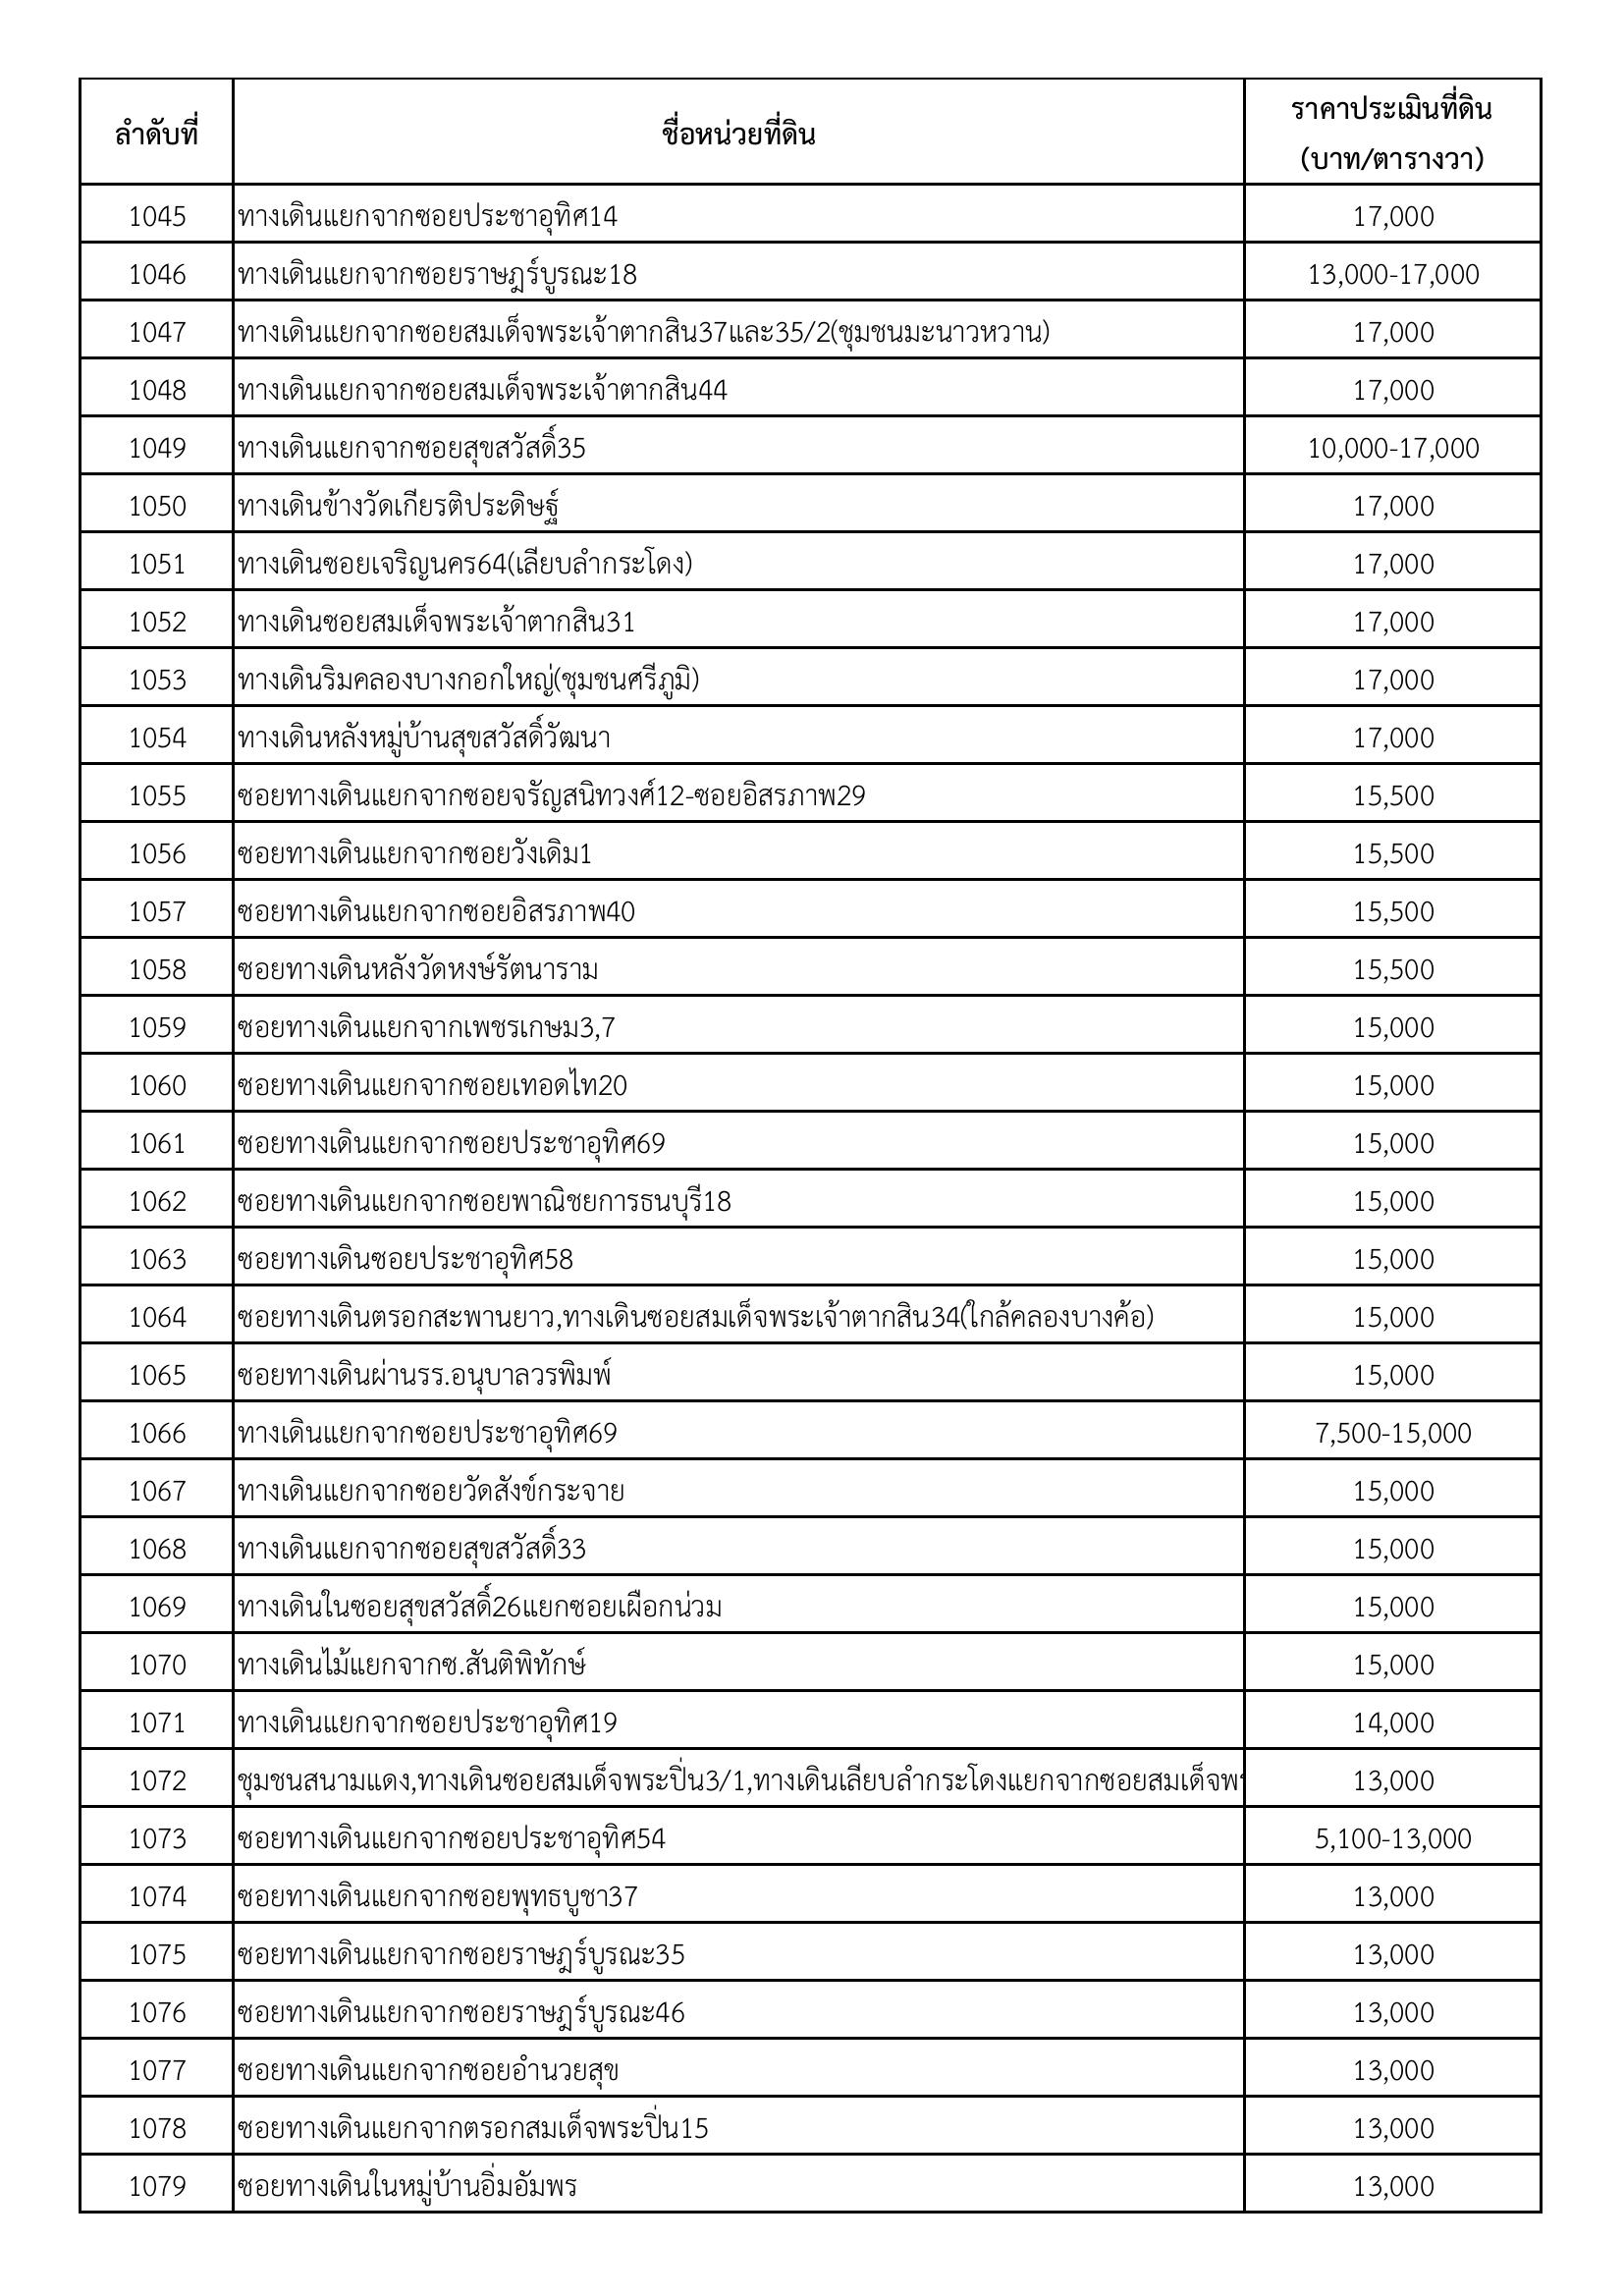 ลำดับที่ ชื่อหน่วยที่ดิน ราคาประเมินที่ดิน
(บาท/ตารางวา)
1045 ทางเดินแยกจากซอยประชาอุทิศ14 17,000
1046 ทางเดินแยกจากซอยราษฎร์บูรณะ18 13,000-17,000
1047 ทางเดินแยกจากซอยสมเด็จพระเจ้าตากสิน37และ35/2(ชุมชนมะนาวหวาน) 17,000
1048 ทางเดินแยกจากซอยสมเด็จพระเจ้าตากสิน44 17,000
1049 ทางเดินแยกจากซอยสุขสวัสดิ์35 10,000-17,000
1050 ทางเดินข้างวัดเกียรติประดิษฐ์ 17,000
1051 ทางเดินซอยเจริญนคร64(เลียบลำกระโดง) 17,000
1052 ทางเดินซอยสมเด็จพระเจ้าตากสิน31 17,000
1053 ทางเดินริมคลองบางกอกใหญ่(ชุมชนศรีภูมิ) 17,000
1054 ทางเดินหลังหมู่บ้านสุขสวัสดิ์วัฒนา 17,000
1055 ซอยทางเดินแยกจากซอยจรัญสนิทวงศ์12-ซอยอิสรภาพ29 15,500
1056 ซอยทางเดินแยกจากซอยวังเดิม1 15,500
1057 ซอยทางเดินแยกจากซอยอิสรภาพ40 15,500
1058 ซอยทางเดินหลังวัดหงษ์รัตนาราม 15,500
1059 ซอยทางเดินแยกจากเพชรเกษม3,7 15,000
1060 ซอยทางเดินแยกจากซอยเทอดไท20 15,000
1061 ซอยทางเดินแยกจากซอยประชาอุทิศ69 15,000
1062 ซอยทางเดินแยกจากซอยพาณิชยการธนบุรี18 15,000
1063 ซอยทางเดินซอยประชาอุทิศ58 15,000
1064 ซอยทางเดินตรอกสะพานยาว,ทางเดินซอยสมเด็จพระเจ้าตากสิน34(ใกล้คลองบางค้อ) 15,000
1065 ซอยทางเดินผ่านรร.อนุบาลวรพิมพ์ 15,000
1066 ทางเดินแยกจากซอยประชาอุทิศ69 7,500-15,000
1067 ทางเดินแยกจากซอยวัดสังข์กระจาย 15,000
1068 ทางเดินแยกจากซอยสุขสวัสดิ์33 15,000
1069 ทางเดินในซอยสุขสวัสดิ์26แยกซอยเผือกน่วม 15,000
1070 ทางเดินไม้แยกจากซ.สันติพิทักษ์ 15,000
1071 ทางเดินแยกจากซอยประชาอุทิศ19 14,000
1072 ชุมชนสนามแดง,ทางเดินซอยสมเด็จพระปิ่น3/1,ทางเดินเลียบลำกระโดงแยกจากซอยสมเด็จพร 13,000
1073 ซอยทางเดินแยกจากซอยประชาอุทิศ54 5,100-13,000
1074 ซอยทางเดินแยกจากซอยพุทธบูชา37 13,000
1075 ซอยทางเดินแยกจากซอยราษฎร์บูรณะ35 13,000
1076 ซอยทางเดินแยกจากซอยราษฎร์บูรณะ46 13,000
1077 ซอยทางเดินแยกจากซอยอำนวยสุข 13,000
1078 ซอยทางเดินแยกจากตรอกสมเด็จพระปิ่น15 13,000
1079 ซอยทางเดินในหมู่บ้านอิ่มอัมพร 13,000